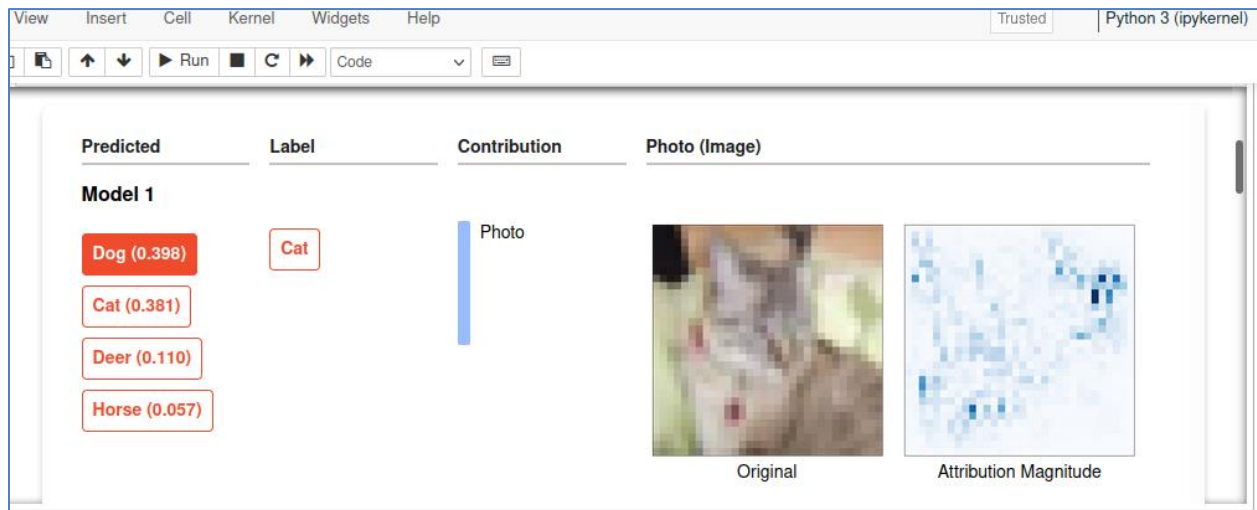 View Insert Cell Kernel Widgets Help Trusted Python 3 (ipykernel)
Run Code
Predicted Label Contribution Photo (Image)
Model 1
Dog (0.398) Cat Photo
Cat (0.381)
Deer (0.110)
Horse (0.057)
Original Attribution Magnitude